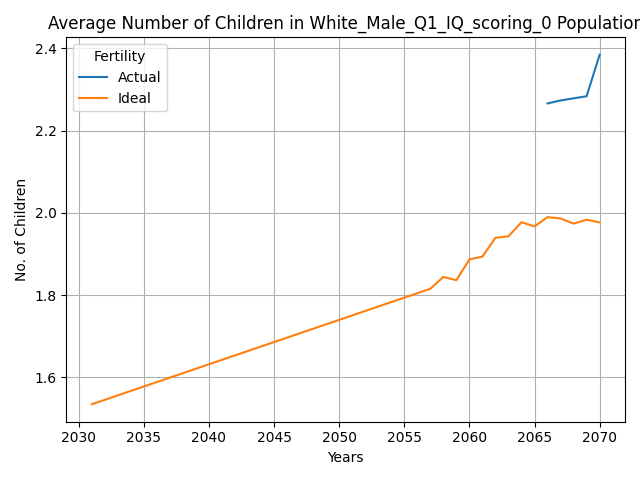 Average Number of Children in White_Male_Q1_IQ_scoring_0 Population
Fertility
Actual
Ideal
2.4
2.2
2.0
1.8
1.6
No. of Children
2030 2035 2040 2045 2050 2055 2060 2065 2070
Years